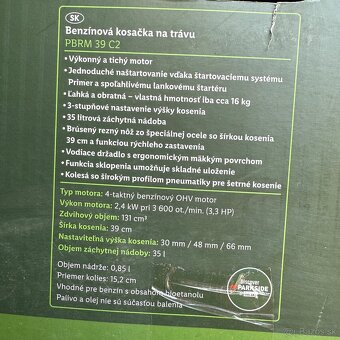 SK
Benzínová kosačka na trávu
PBRM 39 C2
• Výkonný a tichý motor
• Jednoduché naštartovanie vďaka štartovaciemu systému
Primer a spoľahlivému lankovému štartéru
• Ľahká a obratná – vlastná hmotnosť iba cca 16 kg
• 3-stupňové nastavenie výšky kosenia
• 35 litrová záchytná nádoba
• Brúsený rezný nôž zo špeciálnej ocele so šírkou kosenia
39 cm a funkciou rýchleho zastavenia
• Vodiace držadlo s ergonomickým mäkkým povrchom
• Funkcia sklopenia umožňuje skladné uloženie
• Kolesá so širokým profilom pneumatiky pre šetrné kosenie
Typ motora: 4-taktný benzínový OHV motor
Výkon motora: 2,4 kW pri 3 600 ot./min. (3,3 HP)
Zdvihový objem: 131 cm³
Šírka kosenia: 39 cm
Nastaviteľná výška kosenia: 30 mm / 48 mm / 66 mm
Objem záchytnej nádoby: 35 l
Objem nádrže: 0,85 l
Priemer kolies: 15,2 cm
Vhodné pre benzín s obsahom bioetanolu
Palivo a olej nie sú súčasťou balenia
PARKSIDE